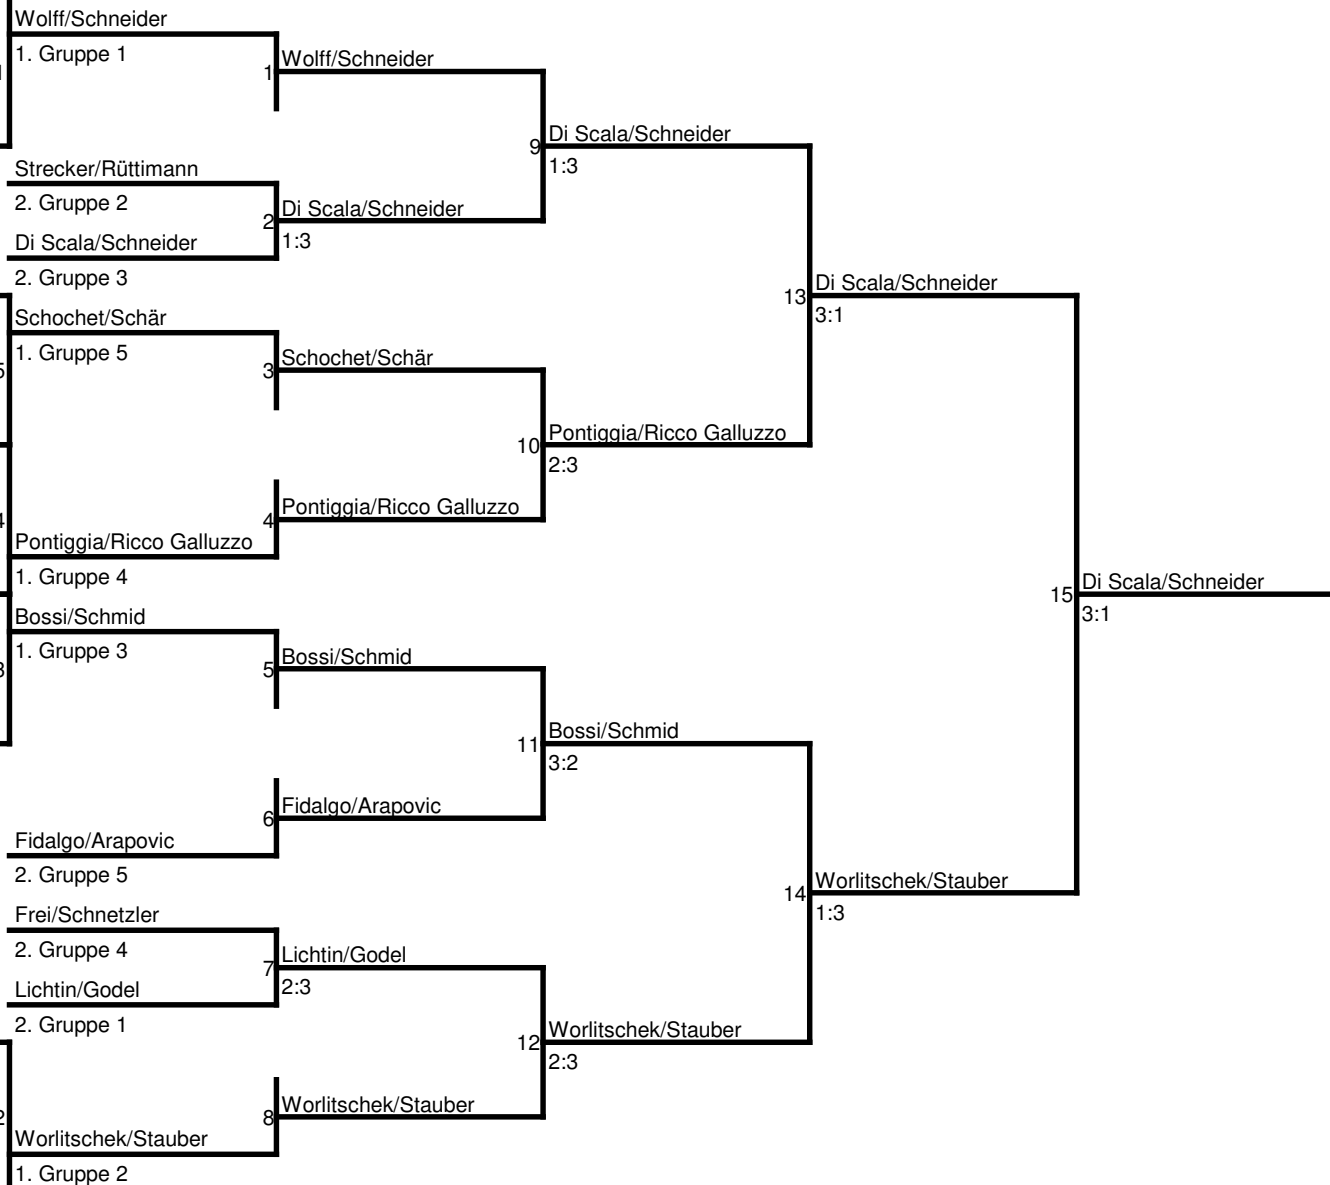 Wolff/Schneider
1. Gruppe 1
1 Wolff/Schneider
9 Di Scala/Schneider
1:3
Strecker/Rüttimann
2. Gruppe 2
2 Di Scala/Schneider
1:3
Di Scala/Schneider
2. Gruppe 3
13 Di Scala/Schneider
3:1
Schochet/Schär
1. Gruppe 5
3 Schochet/Schär
10 Pontiggia/Ricco Galluzzo
2:3
4 Pontiggia/Ricco Galluzzo
Pontiggia/Ricco Galluzzo
1. Gruppe 4
15 Di Scala/Schneider
3:1
Bossi/Schmid
1. Gruppe 3
5 Bossi/Schmid
11 Bossi/Schmid
3:2
6 Fidalgo/Arapovic
Fidalgo/Arapovic
2. Gruppe 5
14 Worlitschek/Stauber
1:3
Frei/Schnetzler
2. Gruppe 4
7 Lichtin/Godel
2:3
Lichtin/Godel
2. Gruppe 1
12 Worlitschek/Stauber
2:3
8 Worlitschek/Stauber
Worlitschek/Stauber
1. Gruppe 2